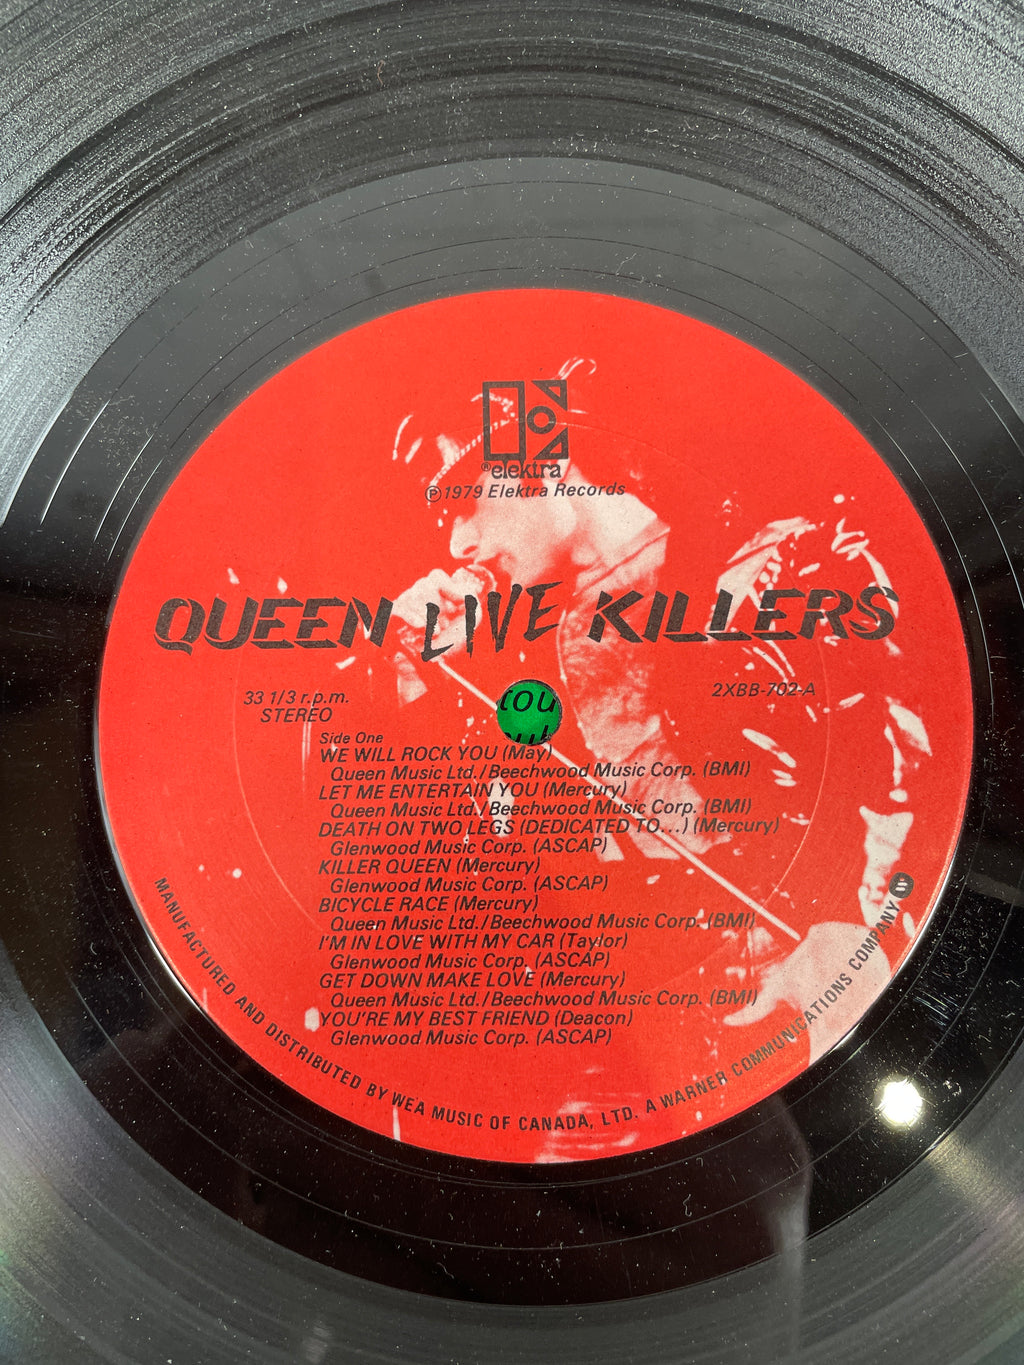 ®elektra
Ⓟ1979 Elektra Records
QUEEN LIVE KILLERS
33 1/3 r.p.m.
STEREO
2XBB-702-A
Side One
WE WILL ROCK YOU (May)
Queen Music Ltd./Beechwood Music Corp. (BMI)
LET ME ENTERTAIN YOU (Mercury)
Queen Music Ltd./Beechwood Music Corp. (BMI)
DEATH ON TWO LEGS (DEDICATED TO...) (Mercury)
Glenwood Music Corp. (ASCAP)
KILLER QUEEN (Mercury)
Glenwood Music Corp. (ASCAP)
BICYCLE RACE (Mercury)
Queen Music Ltd./Beechwood Music Corp. (BMI)
I'M IN LOVE WITH MY CAR (Taylor)
Glenwood Music Corp. (ASCAP)
GET DOWN MAKE LOVE (Mercury)
Queen Music Ltd./Beechwood Music Corp. (BMI)
YOU'RE MY BEST FRIEND (Deacon)
Glenwood Music Corp. (ASCAP)
MANUFACTURED AND DISTRIBUTED BY WEA MUSIC OF CANADA, LTD. A WARNER COMMUNICATIONS COMPANY